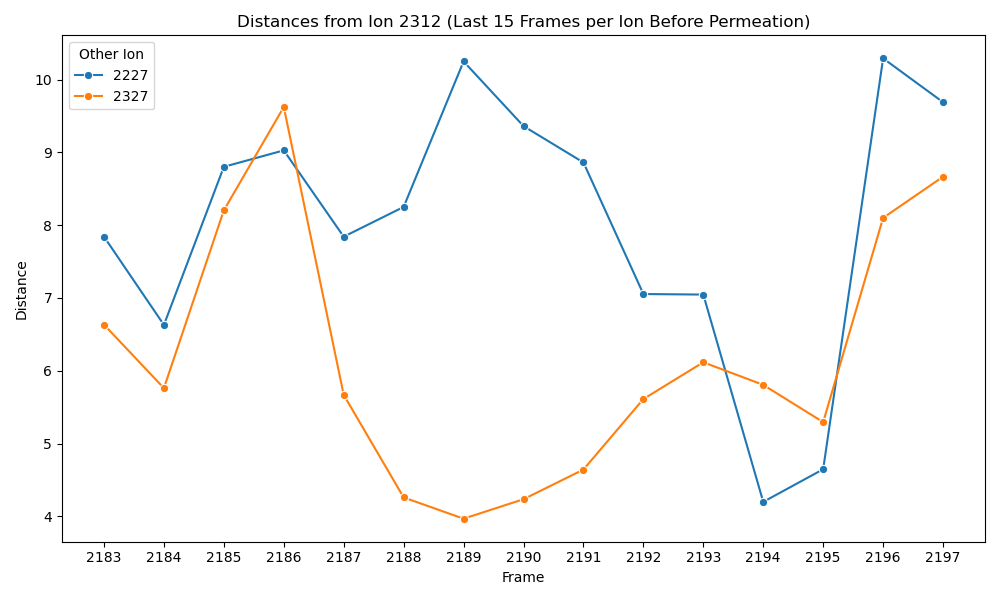 Distances from Ion 2312 (Last 15 Frames per Ion Before Permeation)
Other Ion
2227
2327
Distance
10
9
8
7
6
5
4
2183 2184 2185 2186 2187 2188 2189 2190 2191 2192 2193 2194 2195 2196 2197
Frame